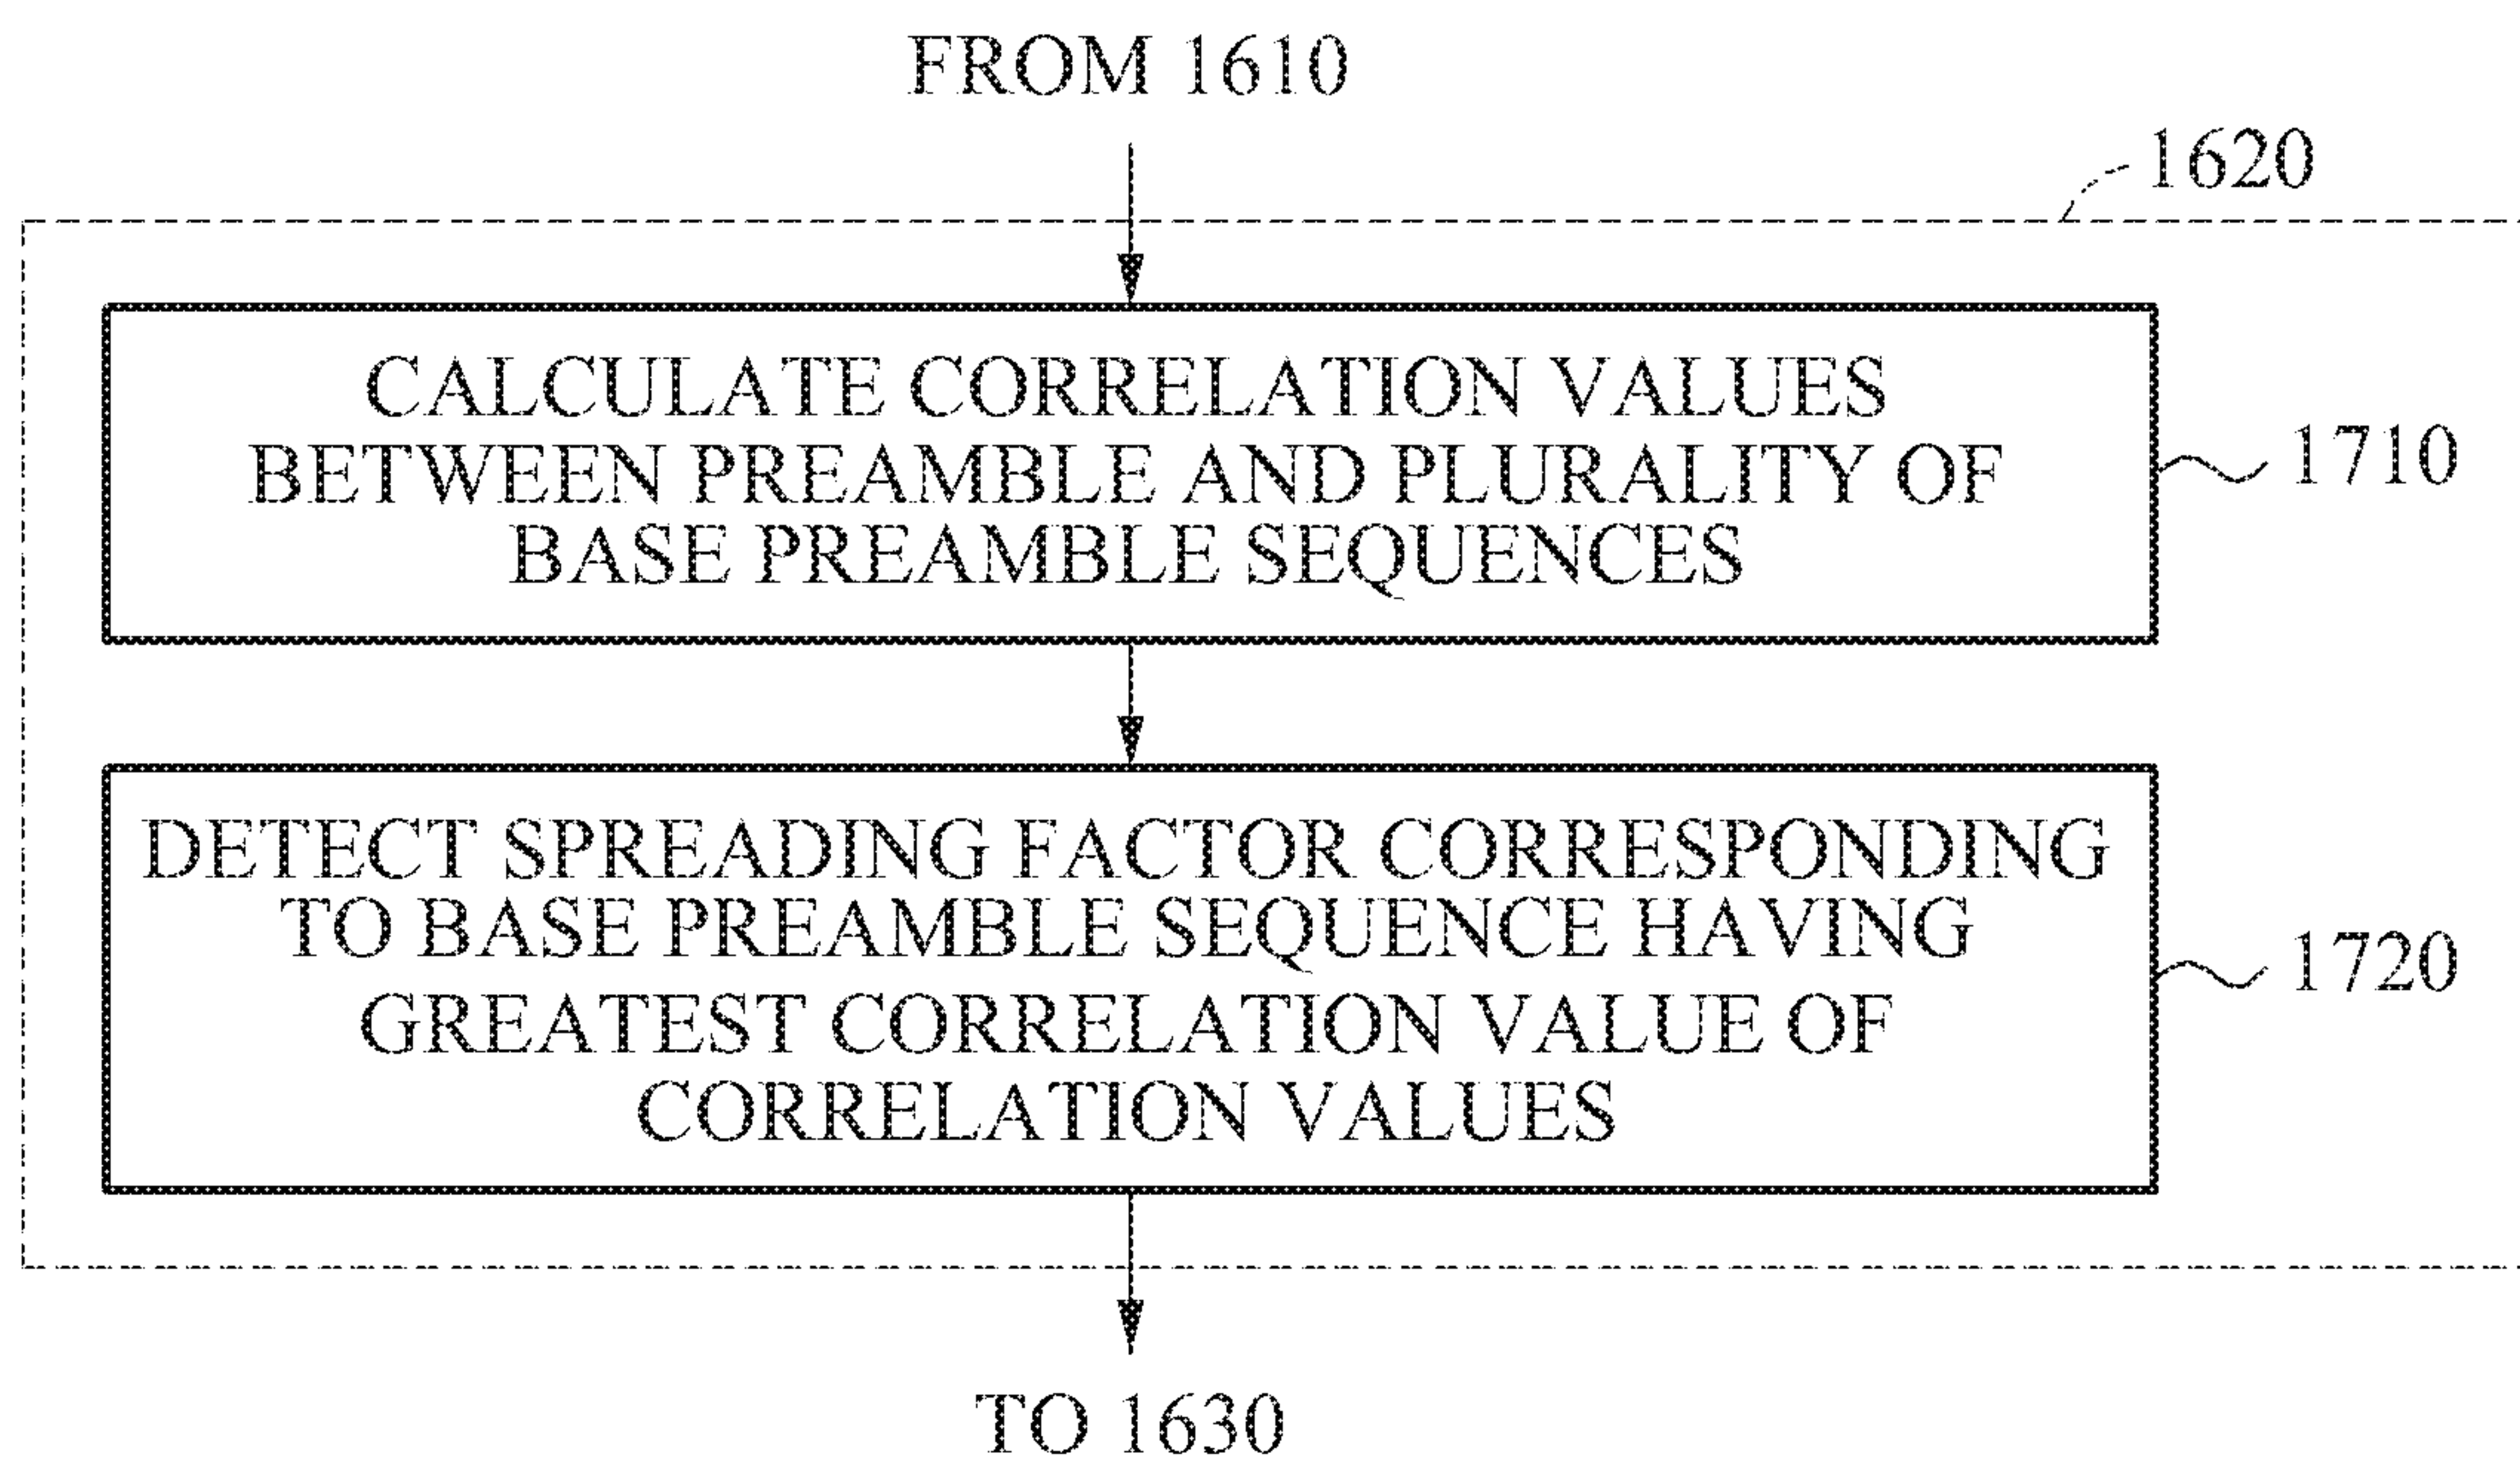 FROM 1610
1620
CALCULATE CORRELATION VALUES
BETWEEN PREAMBLE AND PLURALITY OF
BASE PREAMBLE SEQUENCES
1710
DETECT SPREADING FACTOR CORRESPONDING
TO BASE PREAMBLE SEQUENCE HAVING
GREATEST CORRELATION VALUE OF
CORRELATION VALUES
1720
TO 1630